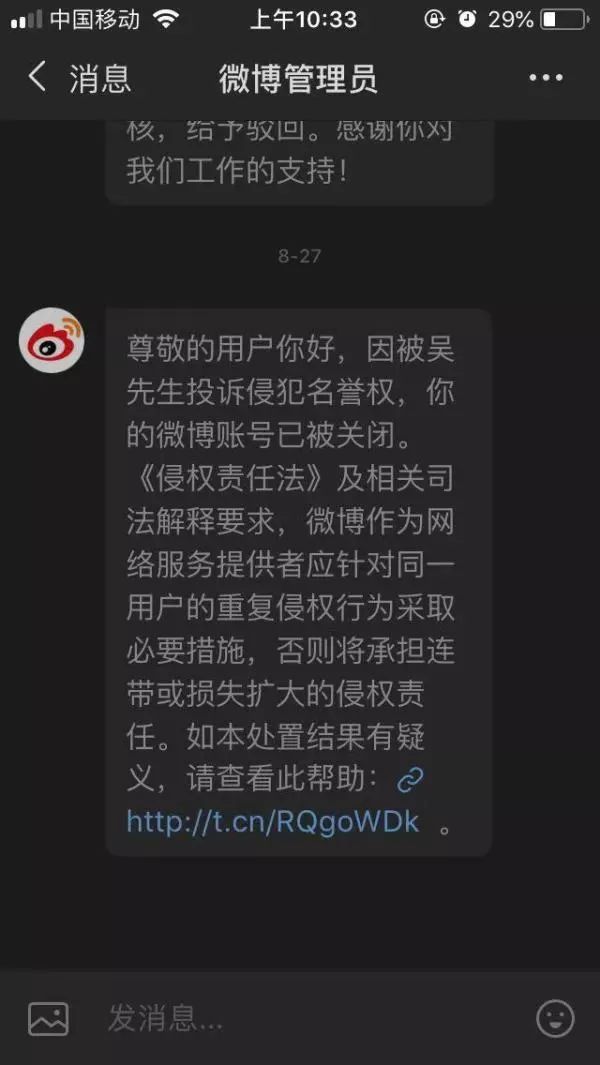 中国移动 上午10:33 29%
消息 微博管理员
核，给予驳回。感谢你对
我们工作的支持！
8-27
尊敬的用户你好，因被吴
先生投诉侵犯名誉权，你
的微博账号已被关闭。
《侵权责任法》及相关司
法解释要求，微博作为网
络服务提供者应针对同一
用户的重复侵权行为采取
必要措施，否则将承担连
带或损失扩大的侵权责
任。如本处置结果有疑
义，请查看此帮助：
http://t.cn/RQgoWDk 。
发消息...